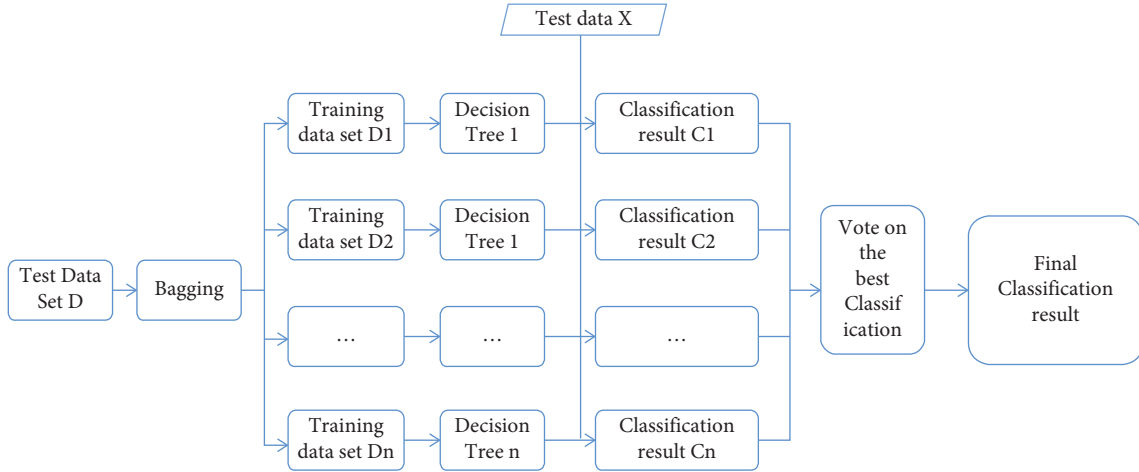 Test data X
Training
data set D1
Decision
Tree 1
Classification
result C1
Training
data set D2
Decision
Tree 1
Classification
result C2
Test Data
Set D
Bagging
...
...
...
Training
data set Dn
Decision
Tree n
Classification
result Cn
Vote on
the
best
Classif
ication
Final
Classification
result